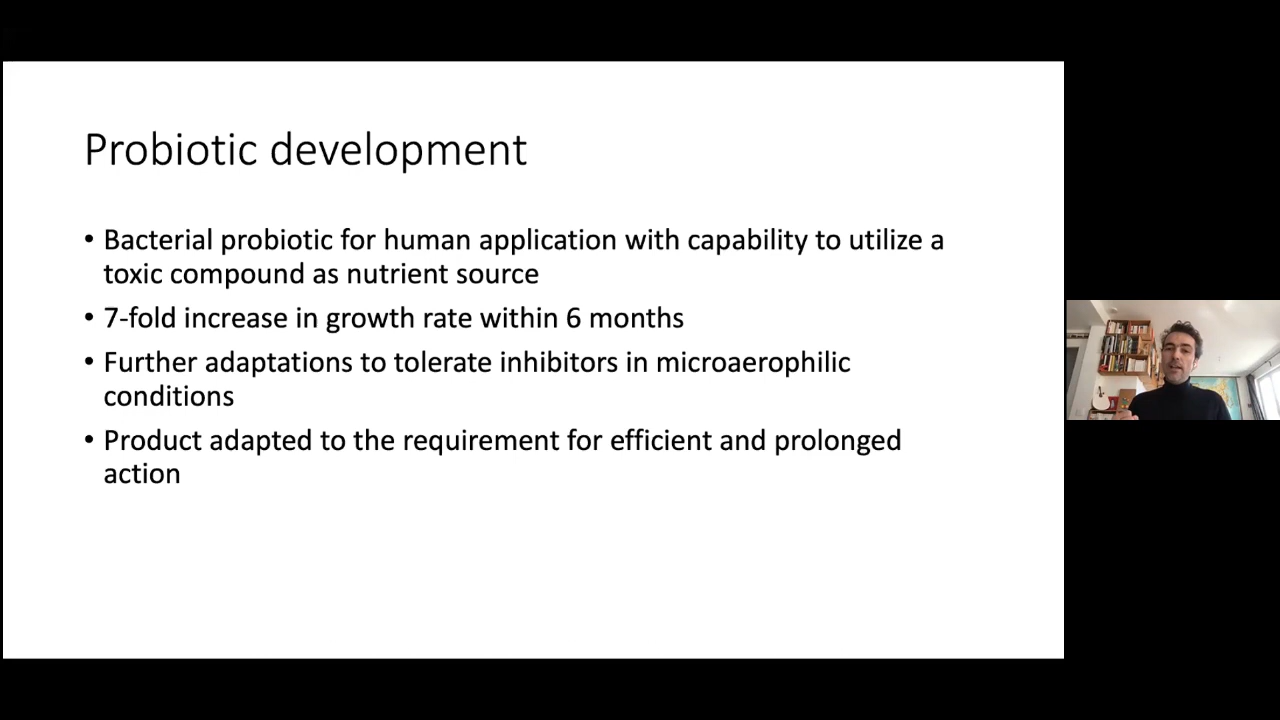 Probiotic development
• Bacterial probiotic for human application with capability to utilize a
toxic compound as nutrient source
• 7-fold increase in growth rate within 6 months
• Further adaptations to tolerate inhibitors in microaerophilic
conditions
• Product adapted to the requirement for efficient and prolonged
action